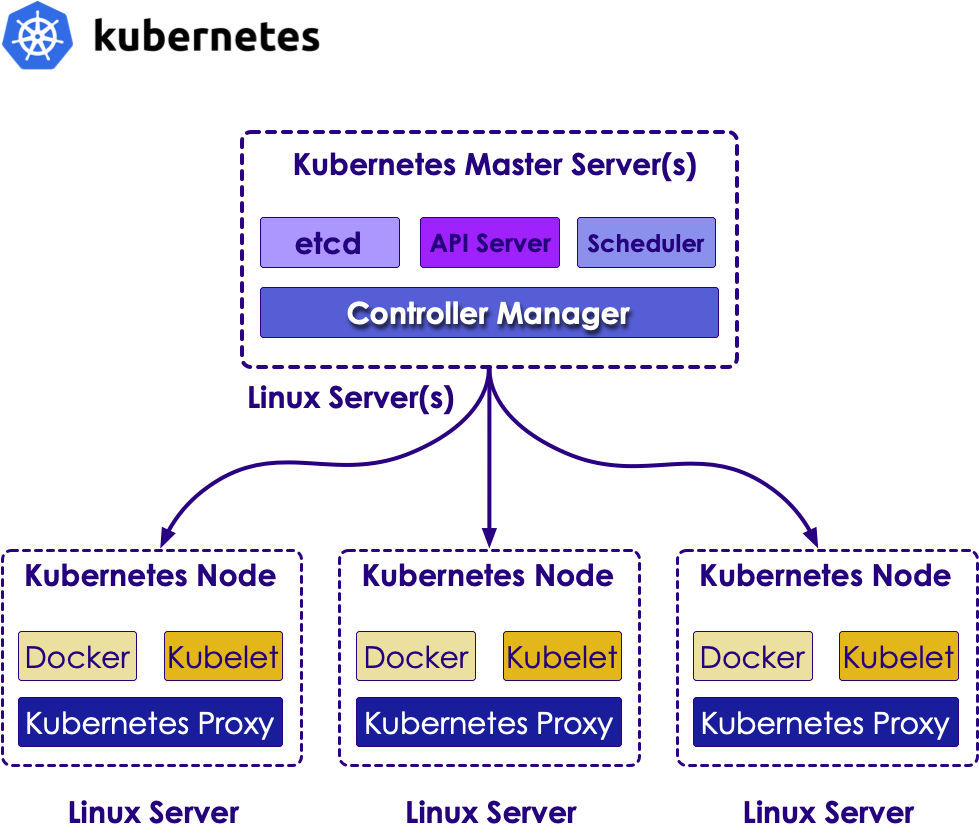 kubernetes
Kubernetes Master Server(s)
etcd
API Server
Scheduler
Controller Manager
Linux Server(s)
Kubernetes Node
Kubernetes Node
Kubernetes Node
Docker
Kubelet
Docker
Kubelet
Docker
Kubelet
Kubernetes Proxy
Kubernetes Proxy
Kubernetes Proxy
Linux Server
Linux Server
Linux Server